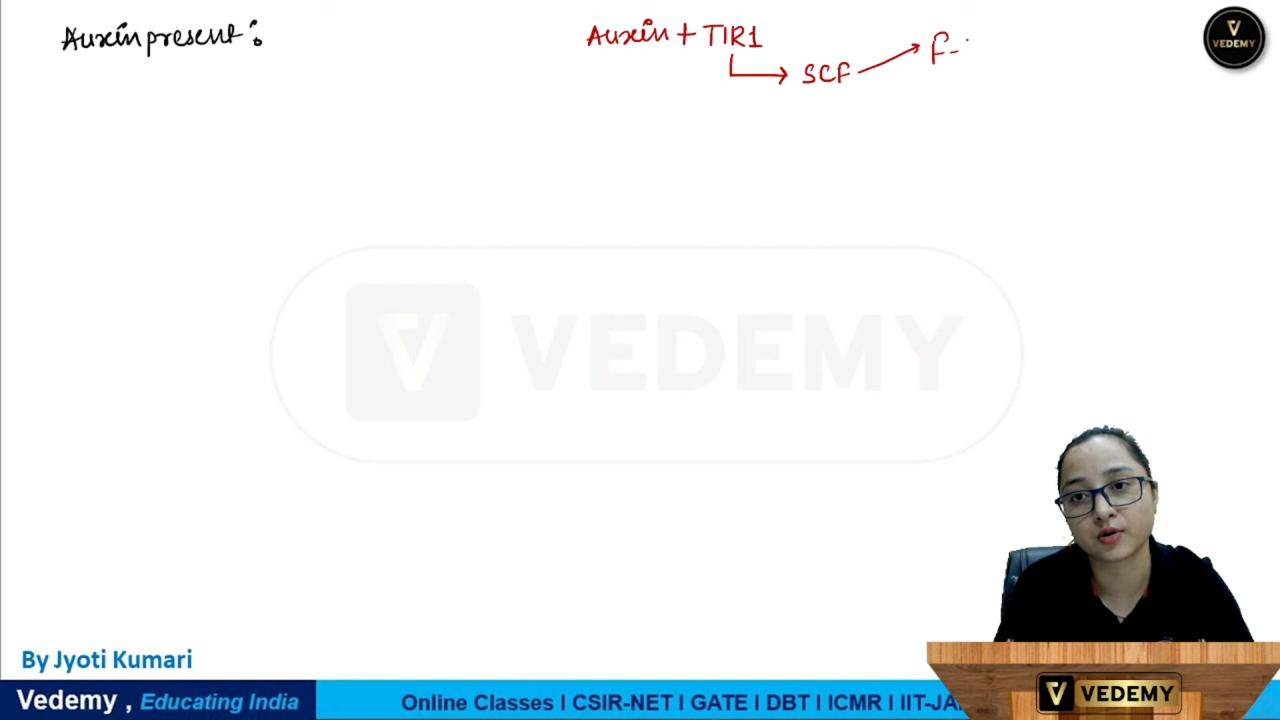 Auxin present :
Auxin + TIR1
SCF
F-
VEDEMY
VEDEMY
By Jyoti Kumari
Vedemy , Educating India
Online Classes I CSIR-NET I GATE I DBT I ICMR I IIT-JA
VEDEMY